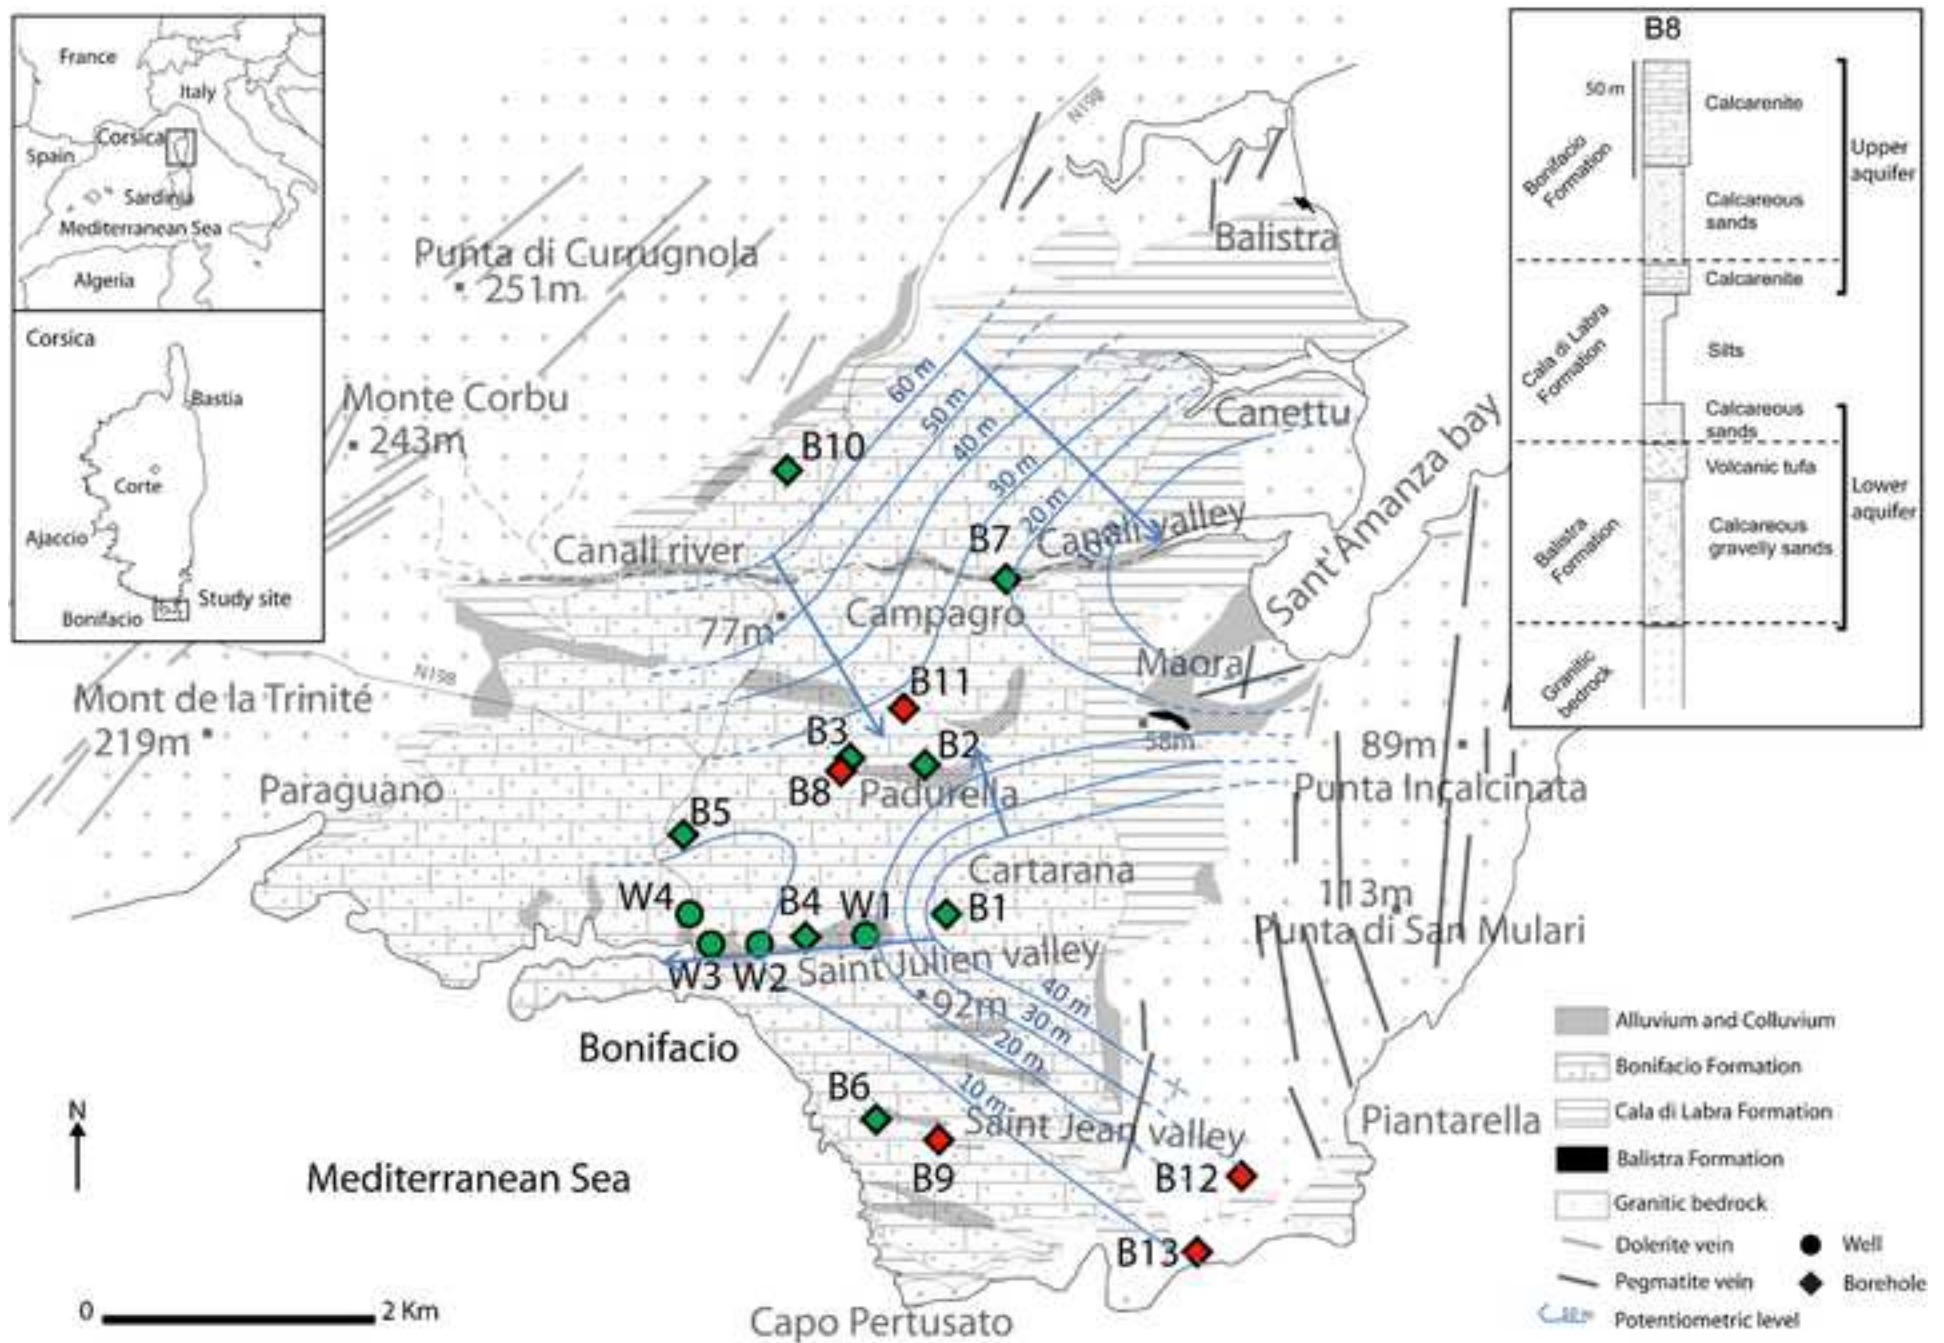 France
Italy
Corsica
Spain
Sardinia
Mediterranean Sea
Algeria
Corsica
Bastia
Corte
Ajaccio
Study site
Bonifacio
N198
Balistra
Punta di Currugnola
251m
60 m
50 m
40 m
30 m
20 m
Monte Corbu
243m
B10
Canettu
Sant'Amanza bay
Canali river
B7
Canali valley
77m
Campagro
Maora
N198
Mont de la Trinité
219m
B11
B3
B2
58m
89m
Paraguano
B8
Padurella
Punta Incalcinata
B5
Cartarana
W4
B4
W1
B1
113m
Punta di San Mulari
W3
W2
Saint Julien valley
92m
40 m
30 m
20 m
10 m
Bonifacio
B6
Saint Jean valley
Piantarella
B9
B12
Mediterranean Sea
B13
N
0
2 Km
Capo Pertusato
B8
50 m
Calcarenite
Bonifacio
Formation
Upper
aquifer
Calcareous
sands
Calcarenite
Cala di Labra
Formation
Silts
Calcareous
sands
Volcanic tufa
Lower
aquifer
Balistra
Formation
Calcareous
gravelly sands
Granitic
bedrock
Alluvium and Colluvium
Bonifacio Formation
Cala di Labra Formation
Balistra Formation
Granitic bedrock
Dolerite vein
Well
Pegmatite vein
Borehole
Potentiometric level